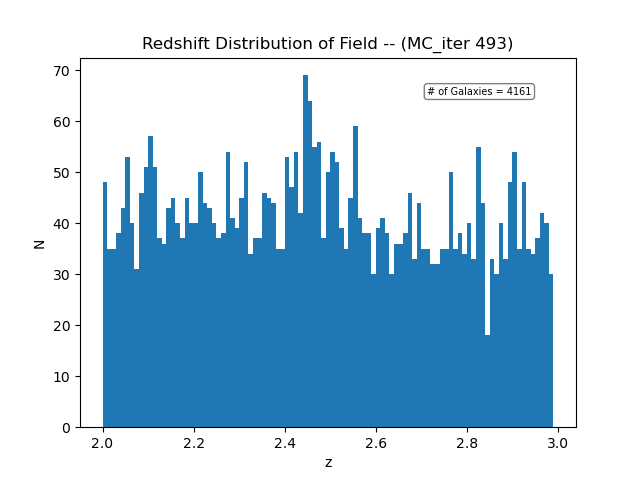 Redshift Distribution of Field -- (MC_iter 493)
# of Galaxies = 4161
70
60
50
40
30
20
10
0
N
2.0 2.2 2.4 2.6 2.8 3.0
z